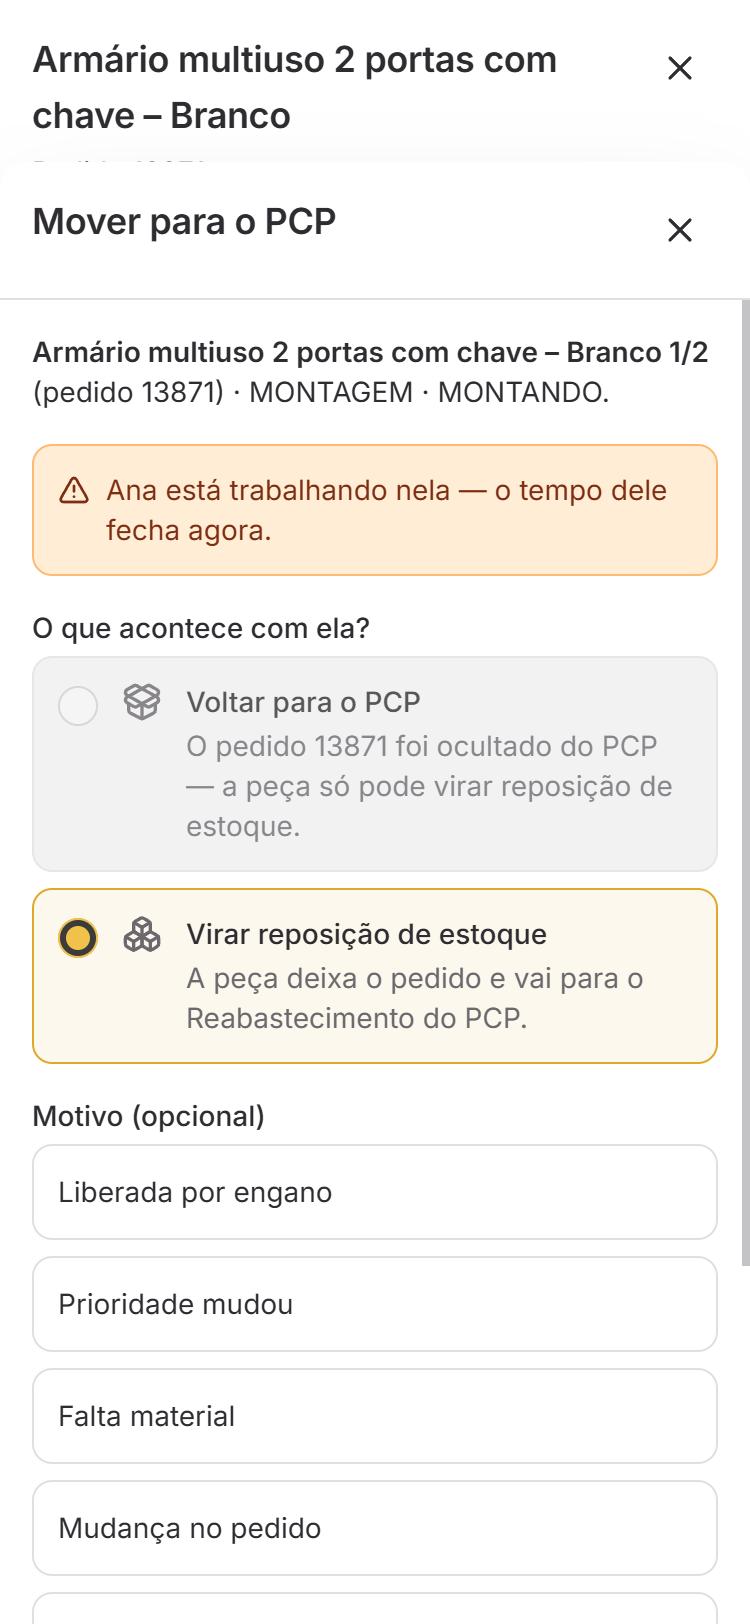 Armário multiuso 2 portas com
chave – Branco
Mover para o PCP
Armário multiuso 2 portas com chave – Branco 1/2
(pedido 13871) · MONTAGEM · MONTANDO.
Ana está trabalhando nela — o tempo dele
fecha agora.
O que acontece com ela?
Voltar para o PCP
O pedido 13871 foi ocultado do PCP
— a peça só pode virar reposição de
estoque.
Virar reposição de estoque
A peça deixa o pedido e vai para o
Reabastecimento do PCP.
Motivo (opcional)
Liberada por engano
Prioridade mudou
Falta material
Mudança no pedido